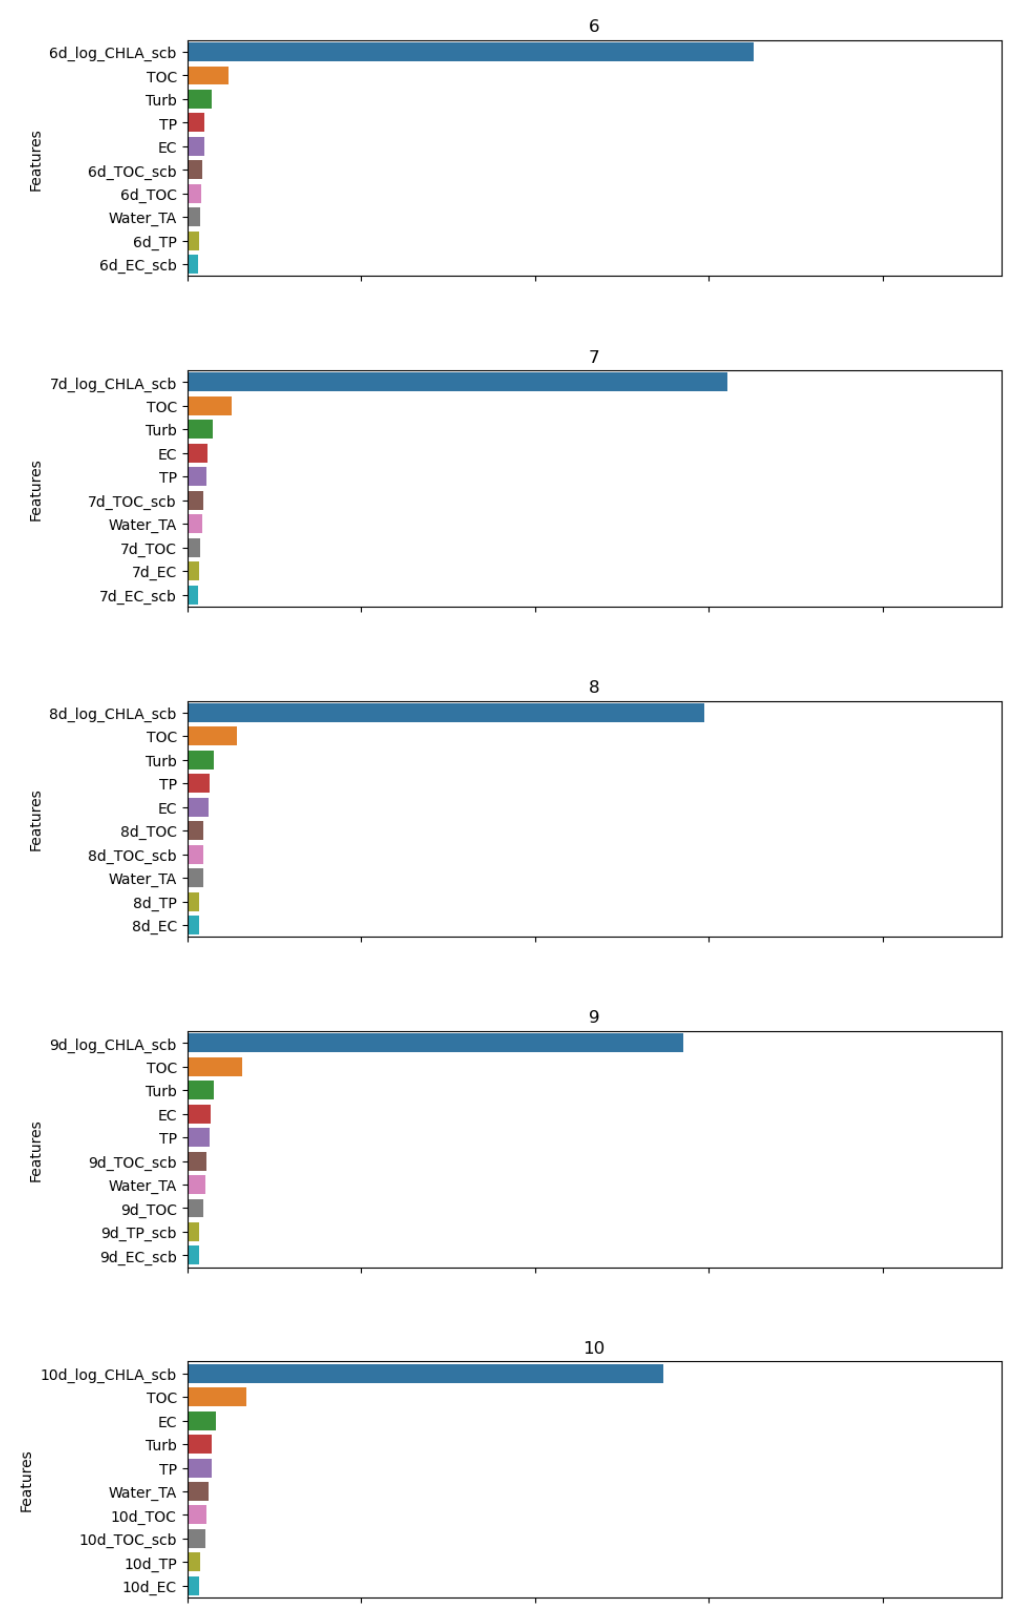 6
6d_log_CHLA_scb
TOC
Turb
TP
EC
6d_TOC_scb
6d_TOC
Water_TA
6d_TP
6d_EC_scb
Features
7
7d_log_CHLA_scb
TOC
Turb
EC
TP
7d_TOC_scb
Water_TA
7d_TOC
7d_EC
7d_EC_scb
Features
8
8d_log_CHLA_scb
TOC
Turb
TP
EC
8d_TOC
8d_TOC_scb
Water_TA
8d_TP
8d_EC
Features
9
9d_log_CHLA_scb
TOC
Turb
EC
TP
9d_TOC_scb
Water_TA
9d_TOC
9d_TP_scb
9d_EC_scb
Features
10
10d_log_CHLA_scb
TOC
EC
Turb
TP
Water_TA
10d_TOC
10d_TOC_scb
10d_TP
10d_EC
Features